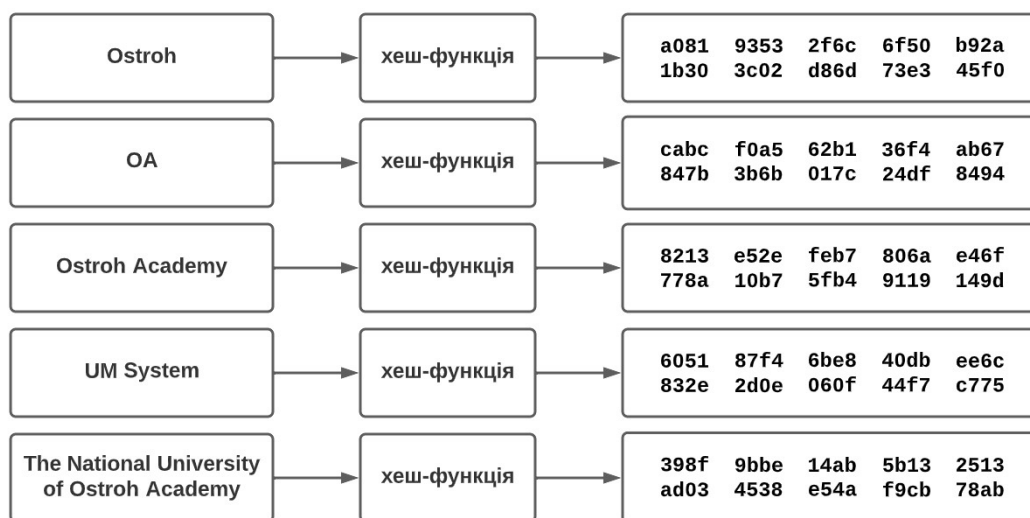 Ostroh
хеш-функція
a081 9353 2f6c 6f50 b92a
1b30 3c02 d86d 73e3 45f0
OA
хеш-функція
cabc f0a5 62b1 36f4 ab67
847b 3b6b 017c 24df 8494
Ostroh Academy
хеш-функція
8213 e52e feb7 806a e46f
778a 10b7 5fb4 9119 149d
UM System
хеш-функція
6051 87f4 6be8 40db ee6c
832e 2d0e 060f 44f7 c775
The National University
of Ostroh Academy
хеш-функція
398f 9bbe 14ab 5b13 2513
ad03 4538 e54a f9cb 78ab